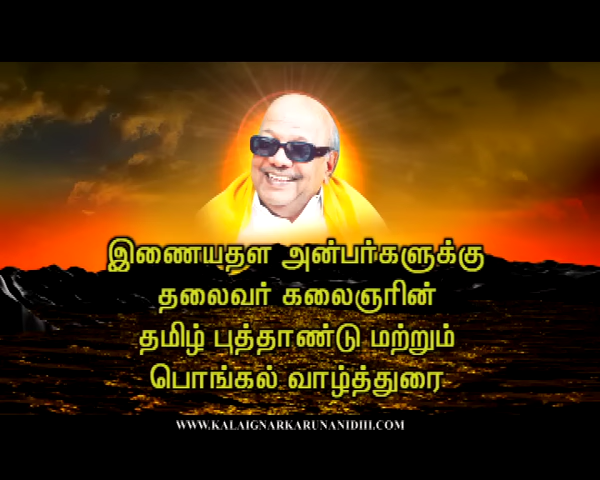 இணையதள அன்பர்களுக்கு
தலைவர் கலைஞரின்
தமிழ் புத்தாண்டு மற்றும்
பொங்கல் வாழ்த்துரை
WWW.KALAIGNARKARUNANIDHI.COM